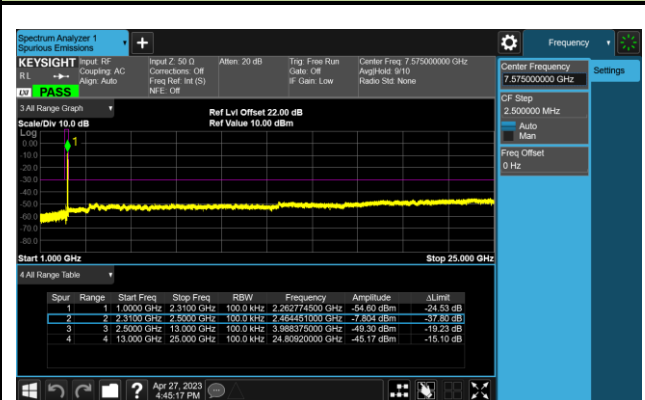 Spectrum Analyzer 1
Spurious Emissions
Frequency
KEYSIGHT
RL
PASS
Input: RF
Coupling: AC
Align: Auto
Input Z: 50 Ω
Corrections: Off
Freq Ref: Int (S)
NFE: Off
Atten: 20 dB
Trig: Free Run
Gate: Off
IF Gain: Low
Center Freq: 7.575000000 GHz
Avg|Hold: 9/10
Radio Std: None
Center Frequency
7.575000000 GHz
Settings
CF Step
2.500000 MHz
Auto
Man
Freq Offset
0 Hz
3 All Range Graph
Scale/Div 10.0 dB
Ref Lvl Offset 22.00 dB
Ref Value 10.00 dBm
Log
0.00
-10.0
-20.0
-30.0
-40.0
-50.0
-60.0
-70.0
-80.0
1
Start 1.000 GHz
Stop 25.000 GHz
4 All Range Table
Spur Range Start Freq Stop Freq RBW Frequency Amplitude ΔLimit
1 1 1.0000 GHz 2.3100 GHz 100.0 kHz 2.262774500 GHz -54.60 dBm -24.53 dB
2 2 2.3100 GHz 2.5000 GHz 100.0 kHz 2.464451000 GHz -7.804 dBm -37.80 dB
3 3 2.5000 GHz 13.000 GHz 100.0 kHz 3.988375000 GHz -49.30 dBm -19.23 dB
4 4 13.000 GHz 25.000 GHz 100.0 kHz 24.80920000 GHz -45.17 dBm -15.10 dB
?
Apr 27, 2023
4:45:17 PM